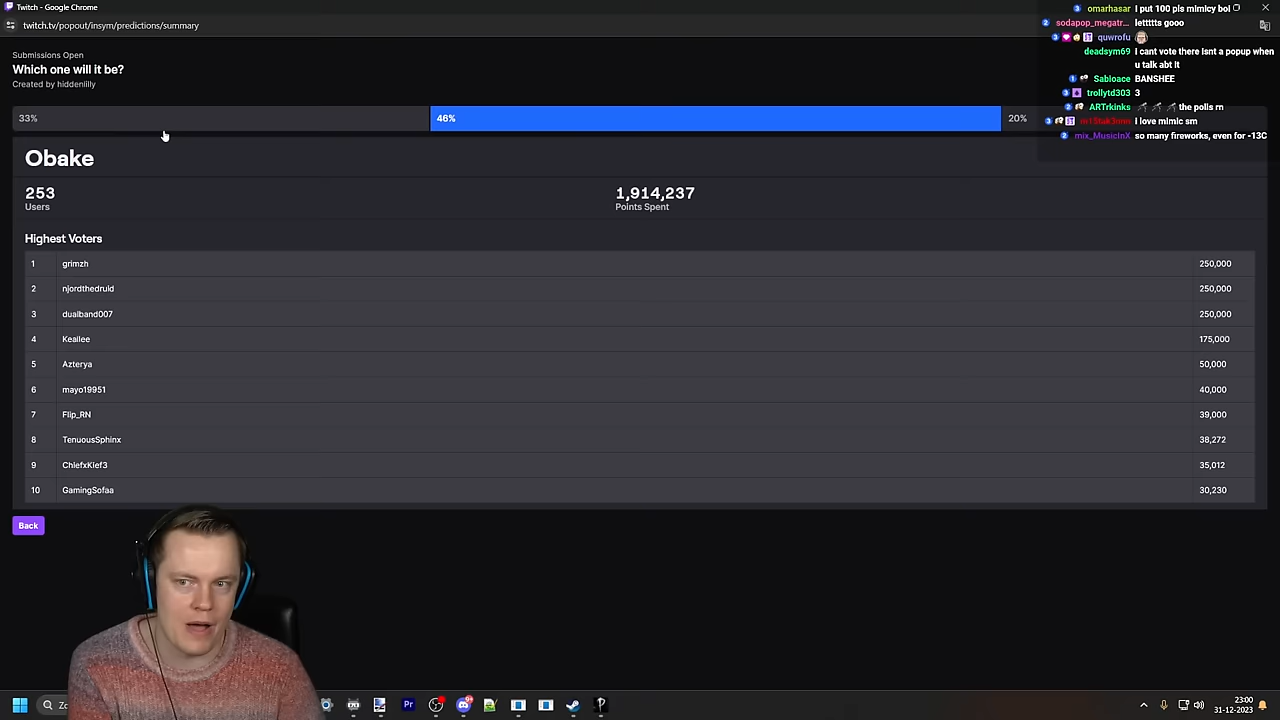 Twitch - Google Chrome
twitch.tv/popout/insym/predictions/summary
Submissions Open
Which one will it be?
Created by hiddenlilly
33%
46%
20%
Obake
253
Users
1,914,237
Points Spent
Highest Voters
1 grimzh 250,000
2 njordthedruid 250,000
3 dualband007 250,000
4 Keailee 175,000
5 Azterya 50,000
6 mayo19951 40,000
7 Flip_RN 39,000
8 TenuousSphinx 38,272
9 ChiefxKief3 35,012
10 GamingSofaa 30,230
Back
omarhasar I put 100 pls mimicy boi
sodapop_megatr... lettttts gooo
quwrofu
deadsym69 I cant vote there isnt a popup when
u talk abt it
Sabloace BANSHEE
trollytd303 3
ARTrkinks the polls rn
I love mimic sm
mix_MusicInX so many fireworks, even for -13C
Zo
Pr
23:00
31-12-2023